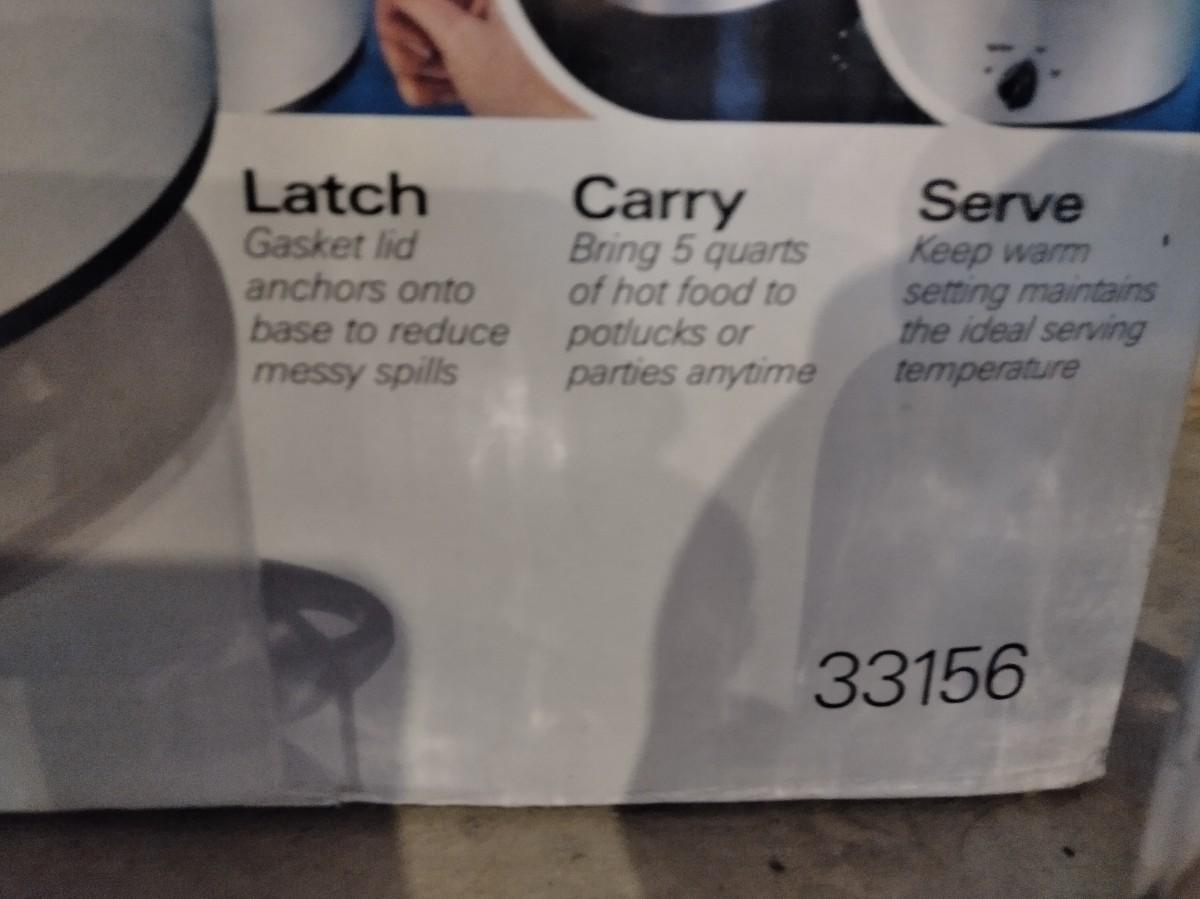 Latch
Gasket lid
anchors onto
base to reduce
messy spills
Carry
Bring 5 quarts
of hot food to
potlucks or
parties anytime
Serve
Keep warm
setting maintains
the ideal serving
temperature
33156